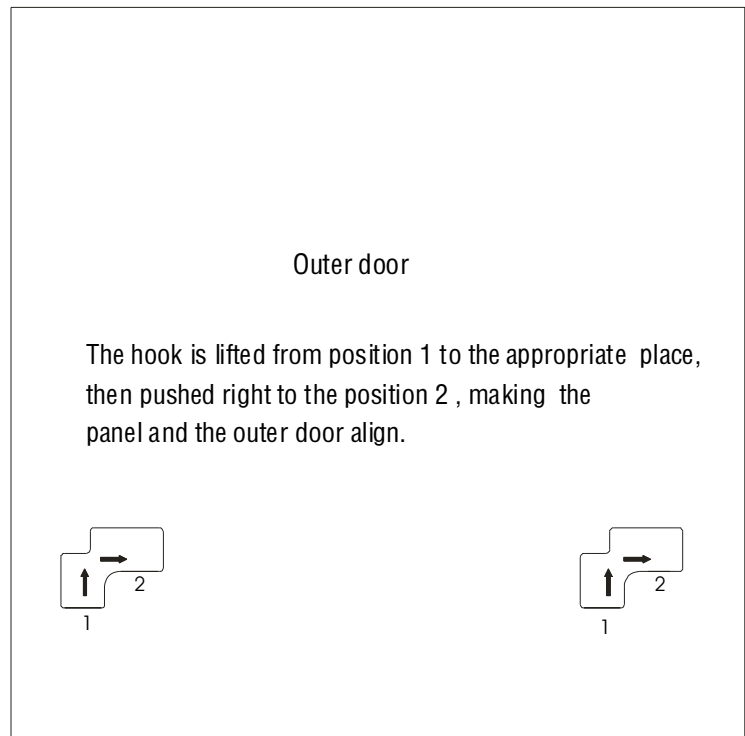 Outer door
The hook is lifted from position 1 to the appropriate place,
then pushed right to the position 2 , making the
panel and the outer door align.
2
1
2
1